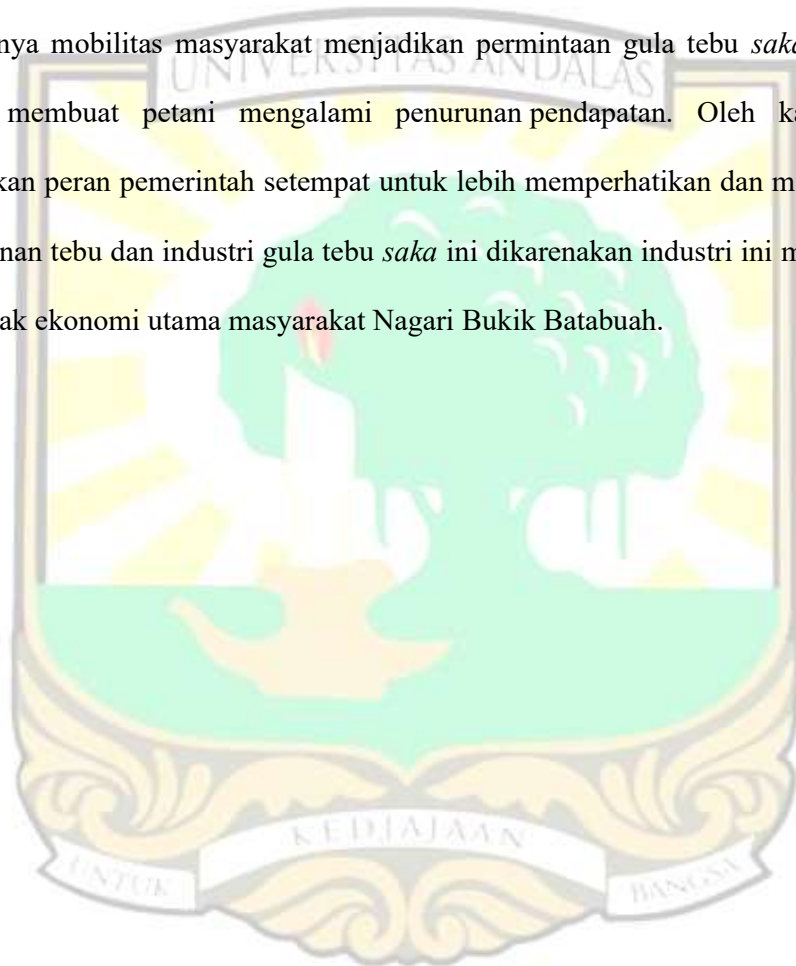 nya mobilitas masyarakat menjadikan permintaan gula tebu saka
UNIVERSITAS ANDALAS
membuat petani mengalami penurunan pendapatan. Oleh ka
kan peran pemerintah setempat untuk lebih memperhatikan dan m
nan tebu dan industri gula tebu saka ini dikarenakan industri ini m
ak ekonomi utama masyarakat Nagari Bukik Batabuah.
KEDJAJAAN
UNTUK
BANGSA